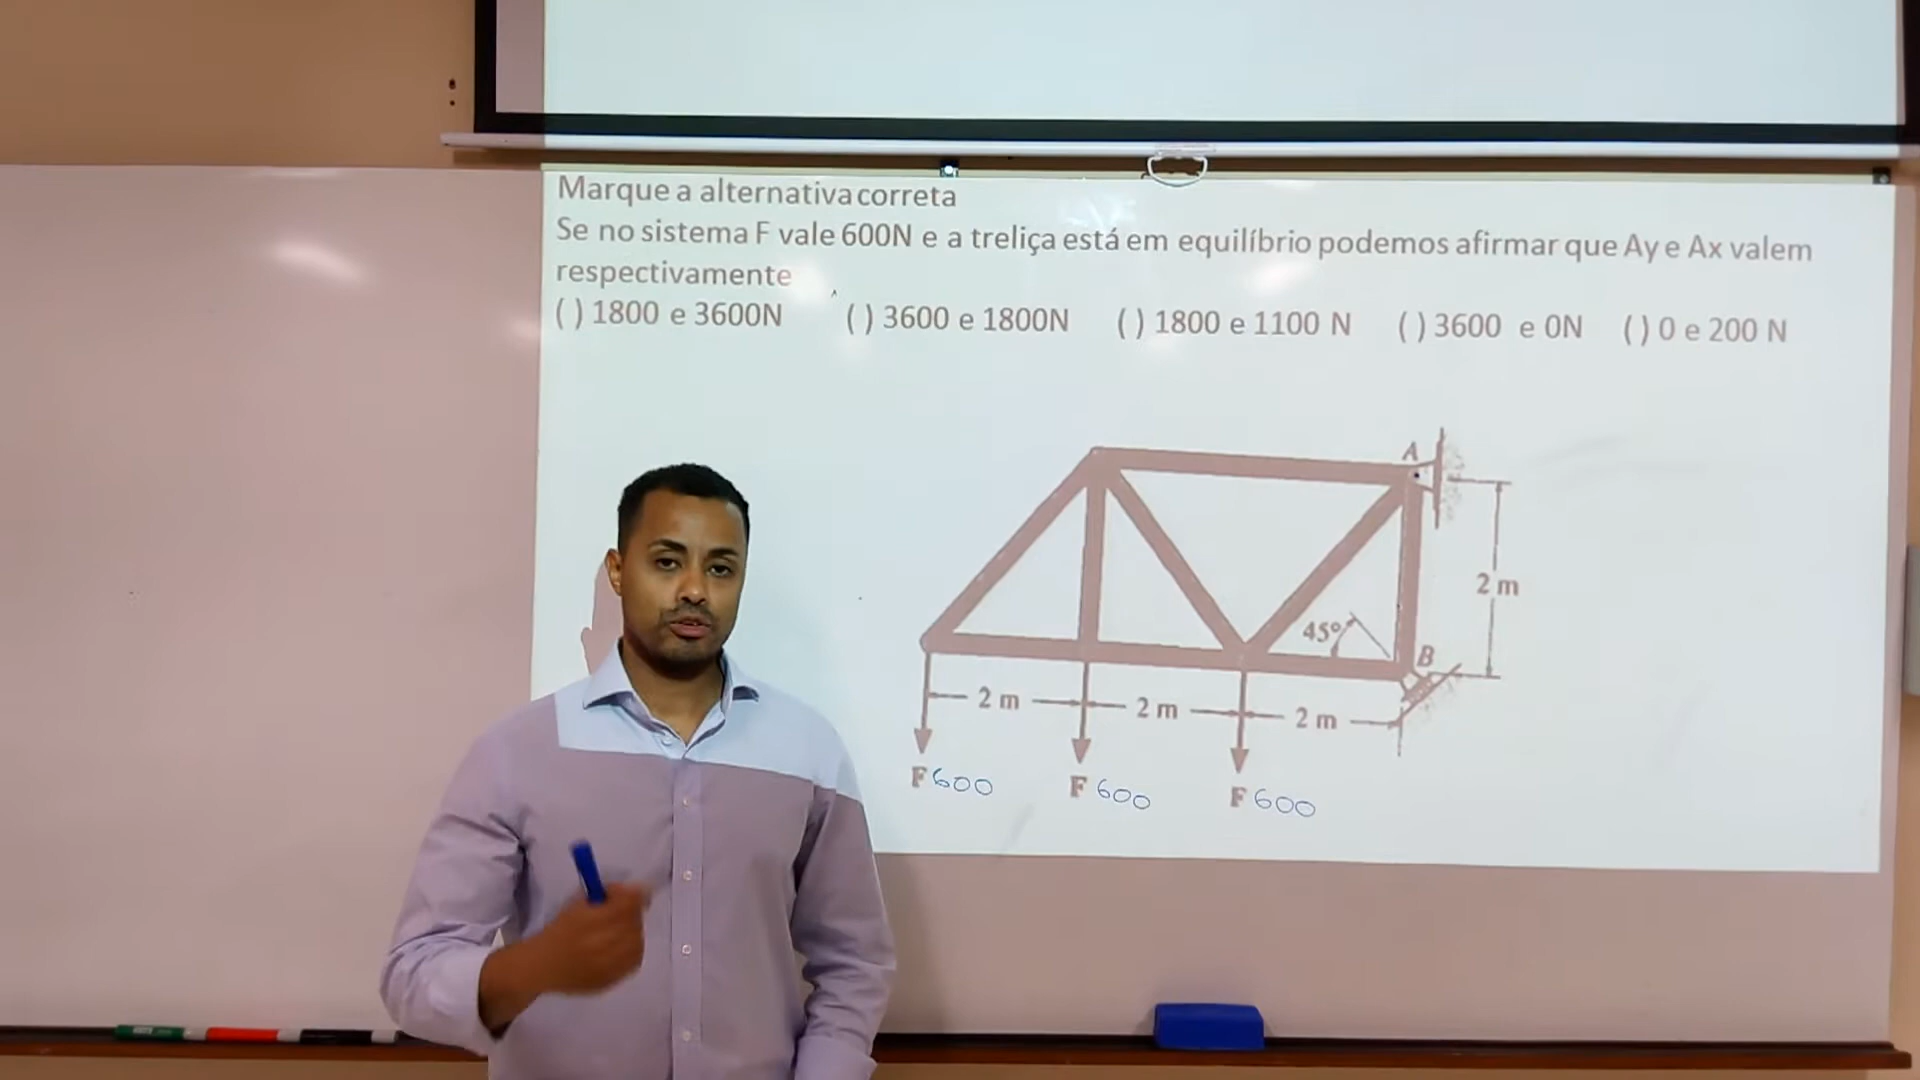 Marque a alternativa correta
Se no sistema F vale 600N e a treliça está em equilíbrio podemos afirmar que Ay e Ax valem
respectivamente
( ) 1800 e 3600N ( ) 3600 e 1800N ( ) 1800 e 1100 N ( ) 3600 e 0N ( ) 0 e 200 N
A
2 m
45°
B
2 m 2 m 2 m
F 600 F 600 F 600